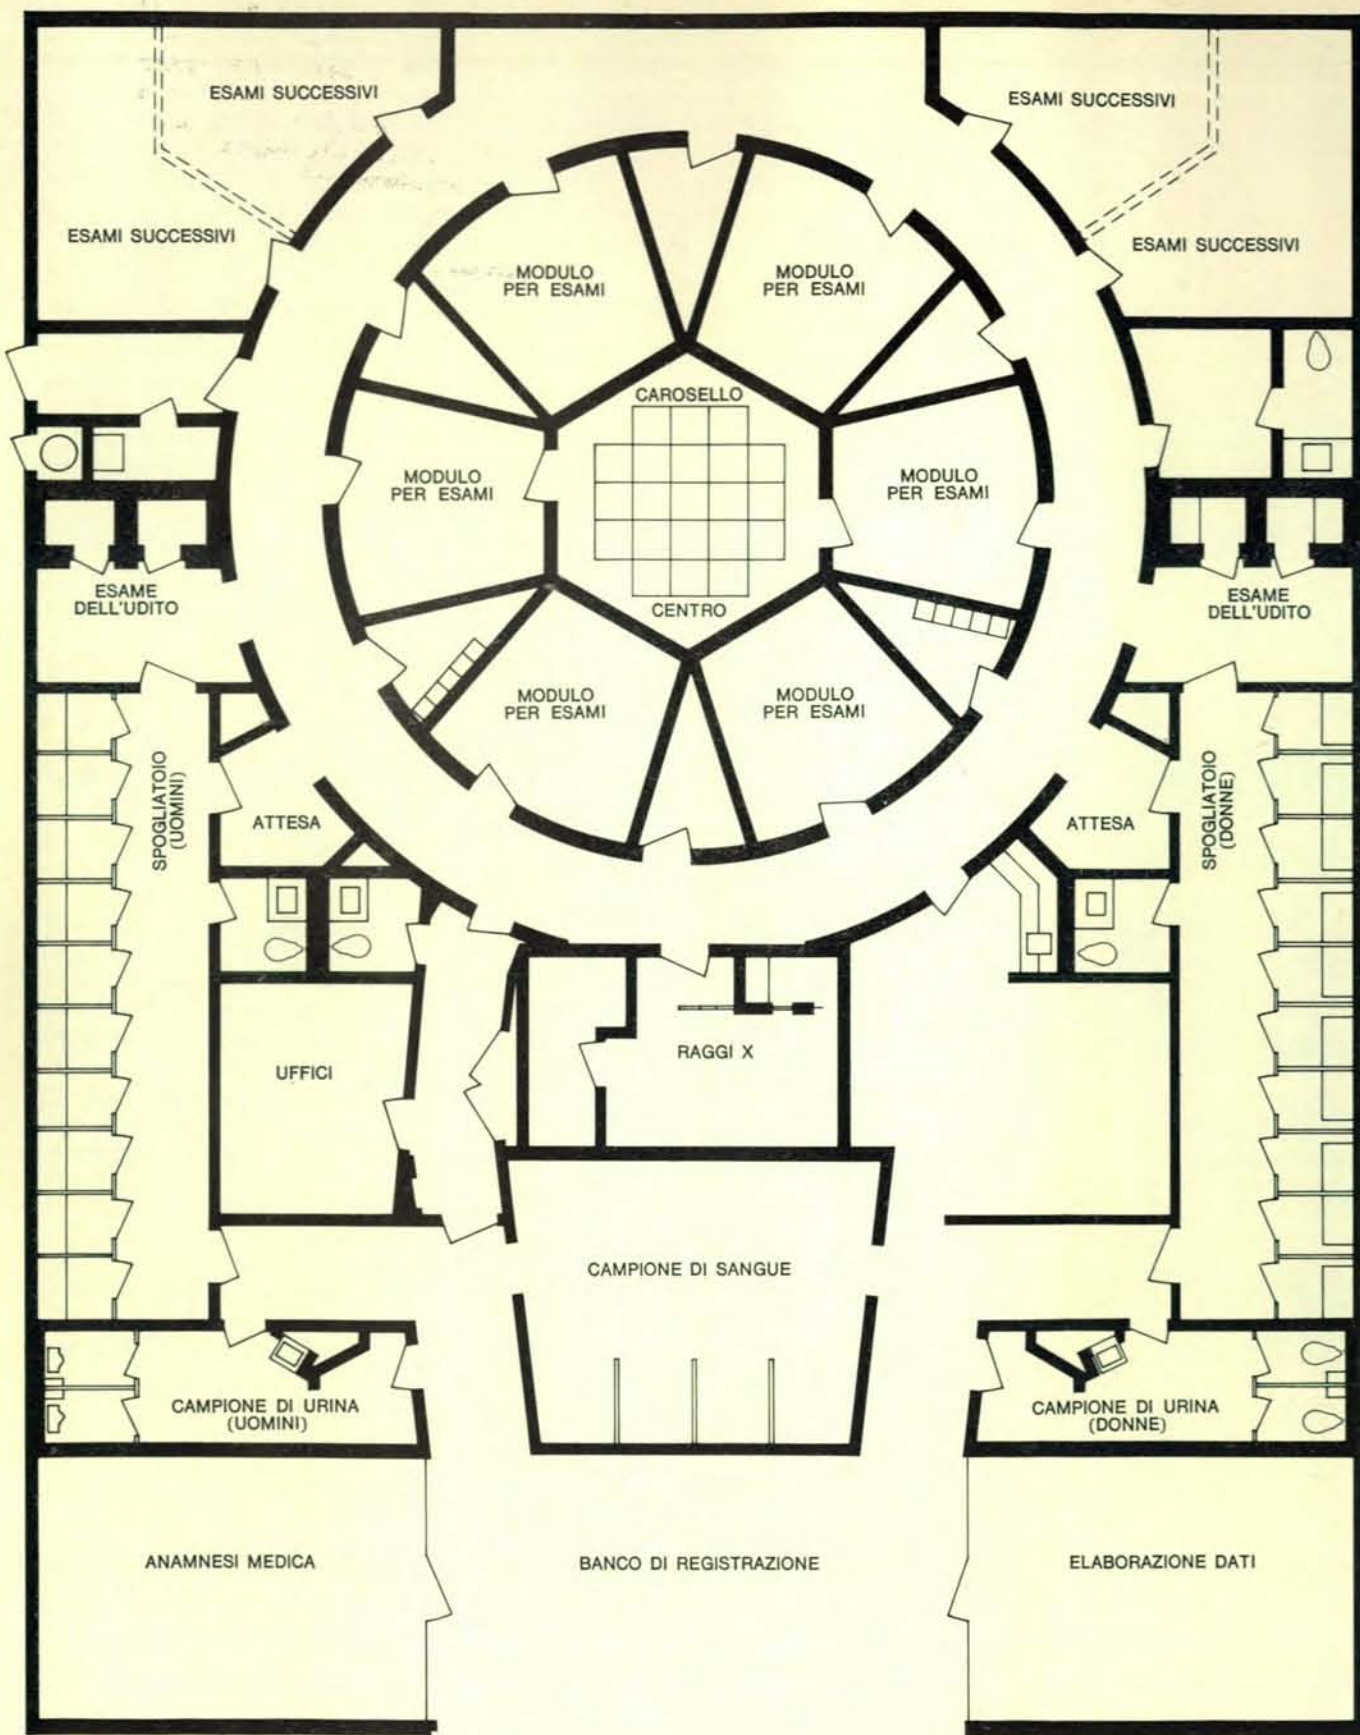 ESAMI SUCCESSIVI
ESAMI SUCCESSIVI
ESAMI SUCCESSIVI
ESAMI SUCCESSIVI
MODULO
PER ESAMI
MODULO
PER ESAMI
CAROSELLO
MODULO
PER ESAMI
MODULO
PER ESAMI
ESAME
DELL'UDITO
CENTRO
ESAME
DELL'UDITO
MODULO
PER ESAMI
MODULO
PER ESAMI
SPOGLIATOIO
(UOMINI)
ATTESA
ATTESA
SPOGLIATOIO
(DONNE)
UFFICI
RAGGI X
CAMPIONE DI SANGUE
CAMPIONE DI URINA
(UOMINI)
CAMPIONE DI URINA
(DONNE)
ANAMNESI MEDICA
BANCO DI REGISTRAZIONE
ELABORAZIONE DATI